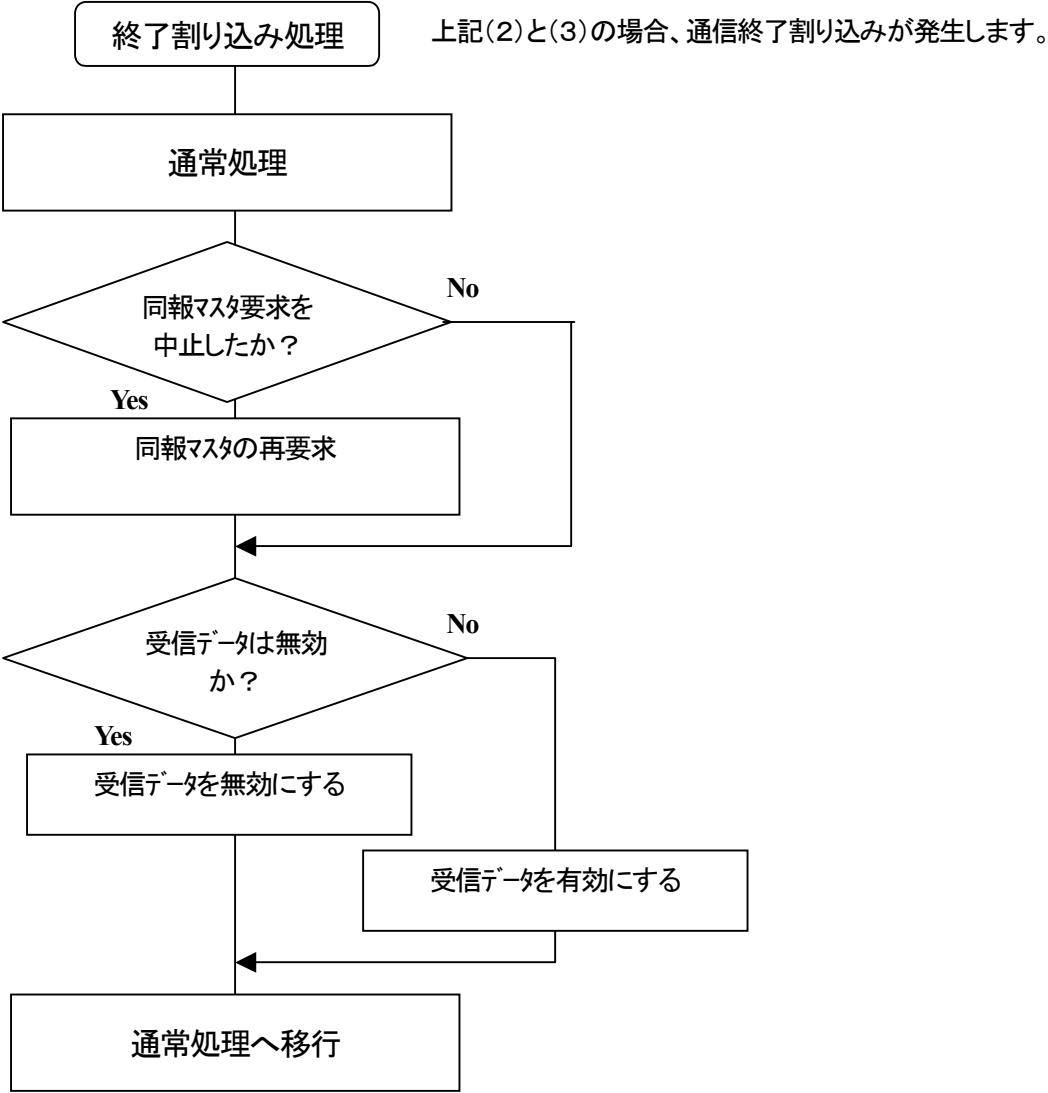 終了割り込み処理
上記(2)と(3)の場合、通信終了割り込みが発生します。
通常処理
同報ﾏｽﾀ要求を
中止したか？
No
Yes
同報ﾏｽﾀの再要求
受信ﾃﾞｰﾀは無効
か？
No
Yes
受信ﾃﾞｰﾀを無効にする
受信ﾃﾞｰﾀを有効にする
通常処理へ移行